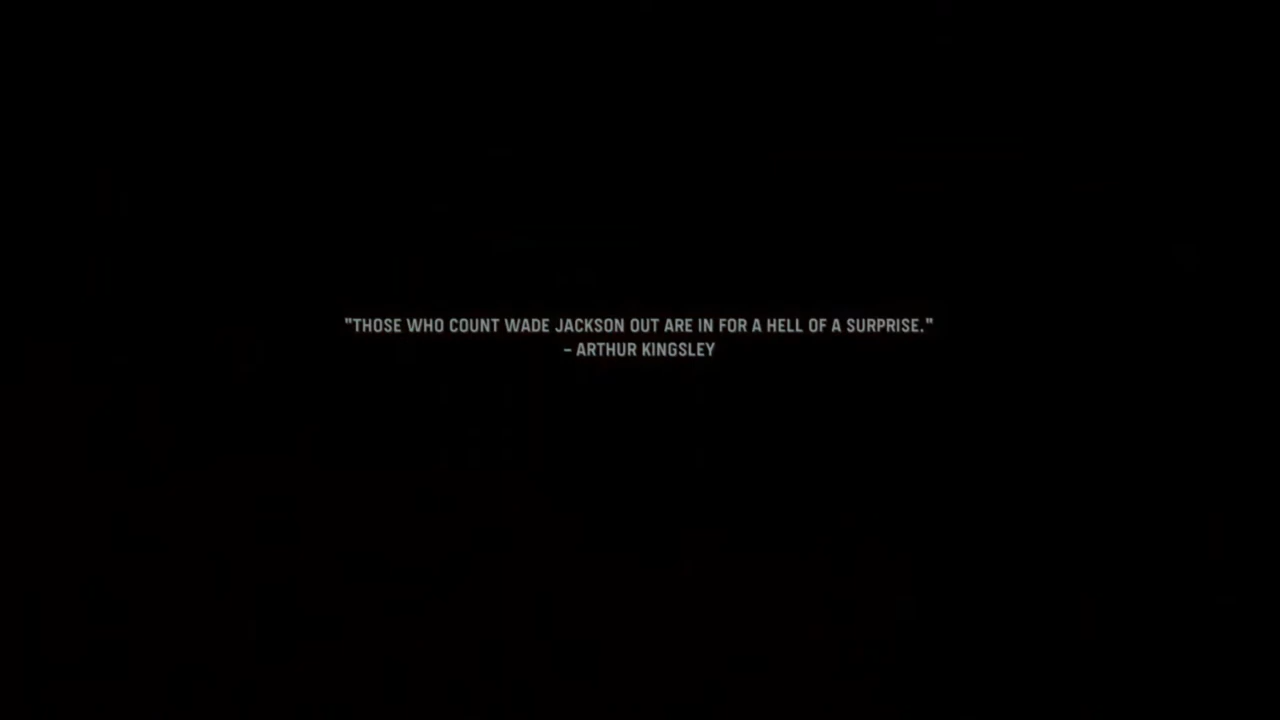 "THOSE WHO COUNT WADE JACKSON OUT ARE IN FOR A HELL OF A SURPRISE."
– ARTHUR KINGSLEY